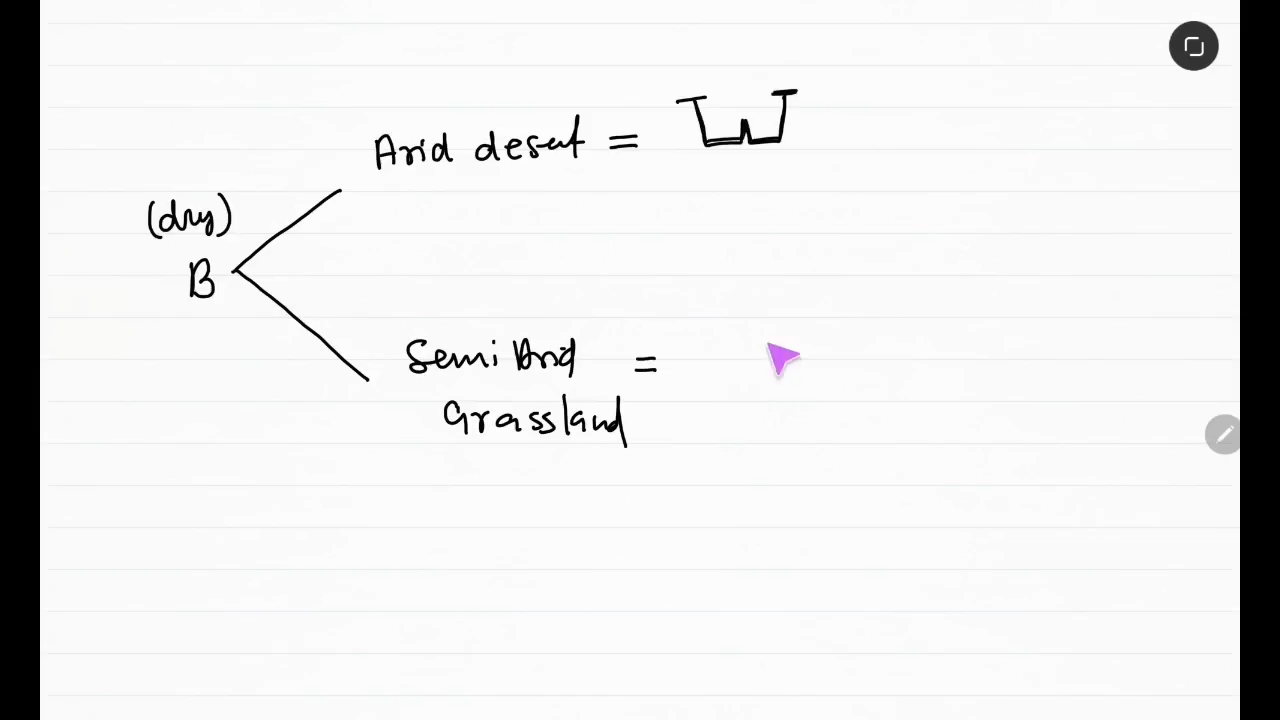 Arid desert = W
(dry)
B
Semi Arid =
Grassland